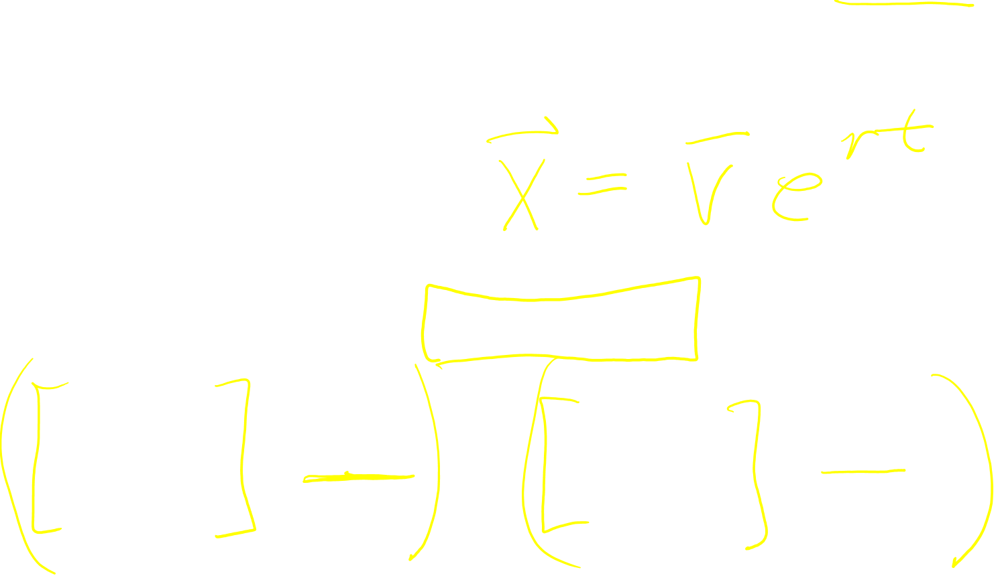 x⃗ = v̄ e^{rt}
([ ] —) ([ ] —)